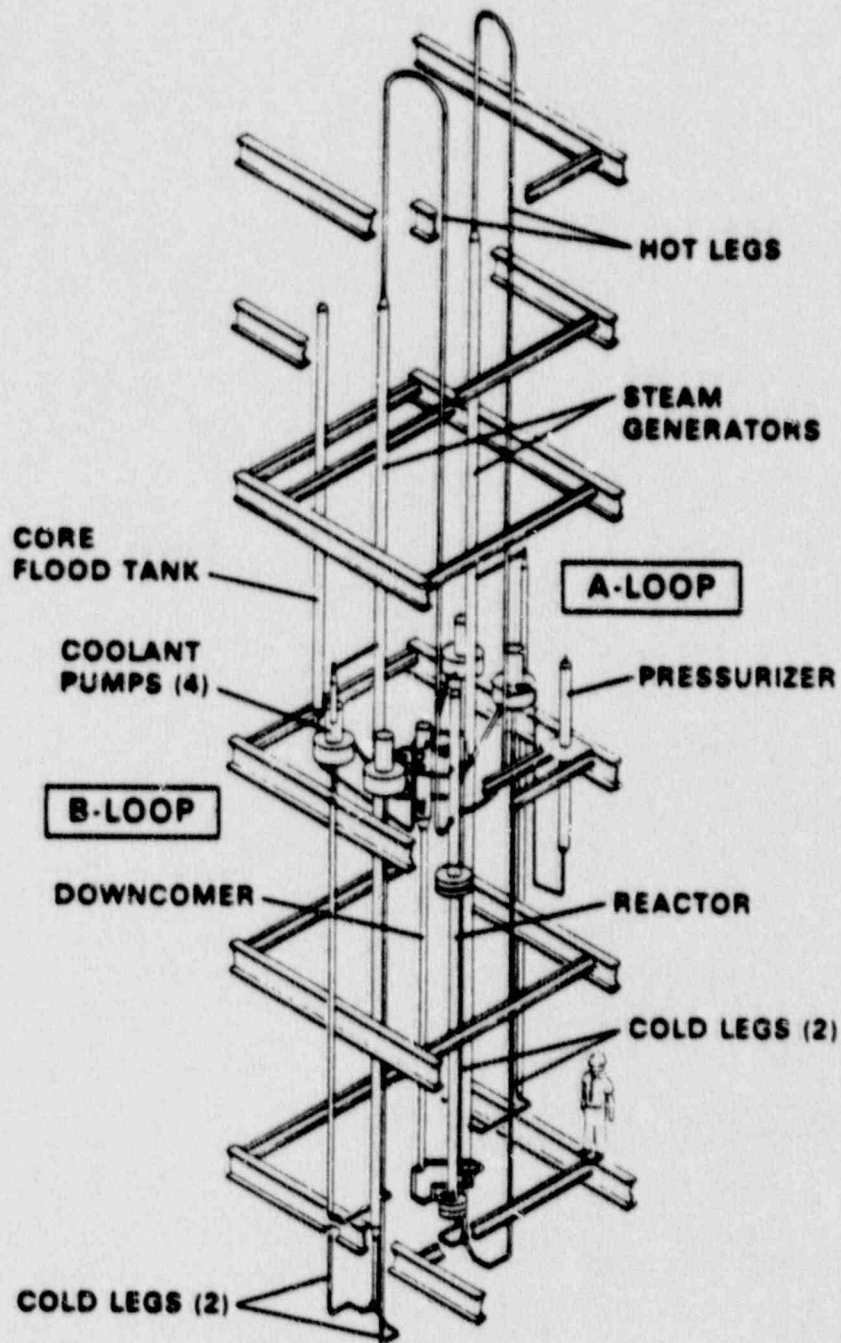 HOT LEGS
STEAM
GENERATORS
CORE
FLOOD TANK
A-LOOP
COOLANT
PUMPS (4)
PRESSURIZER
B-LOOP
DOWNCOMER
REACTOR
COLD LEGS (2)
COLD LEGS (2)